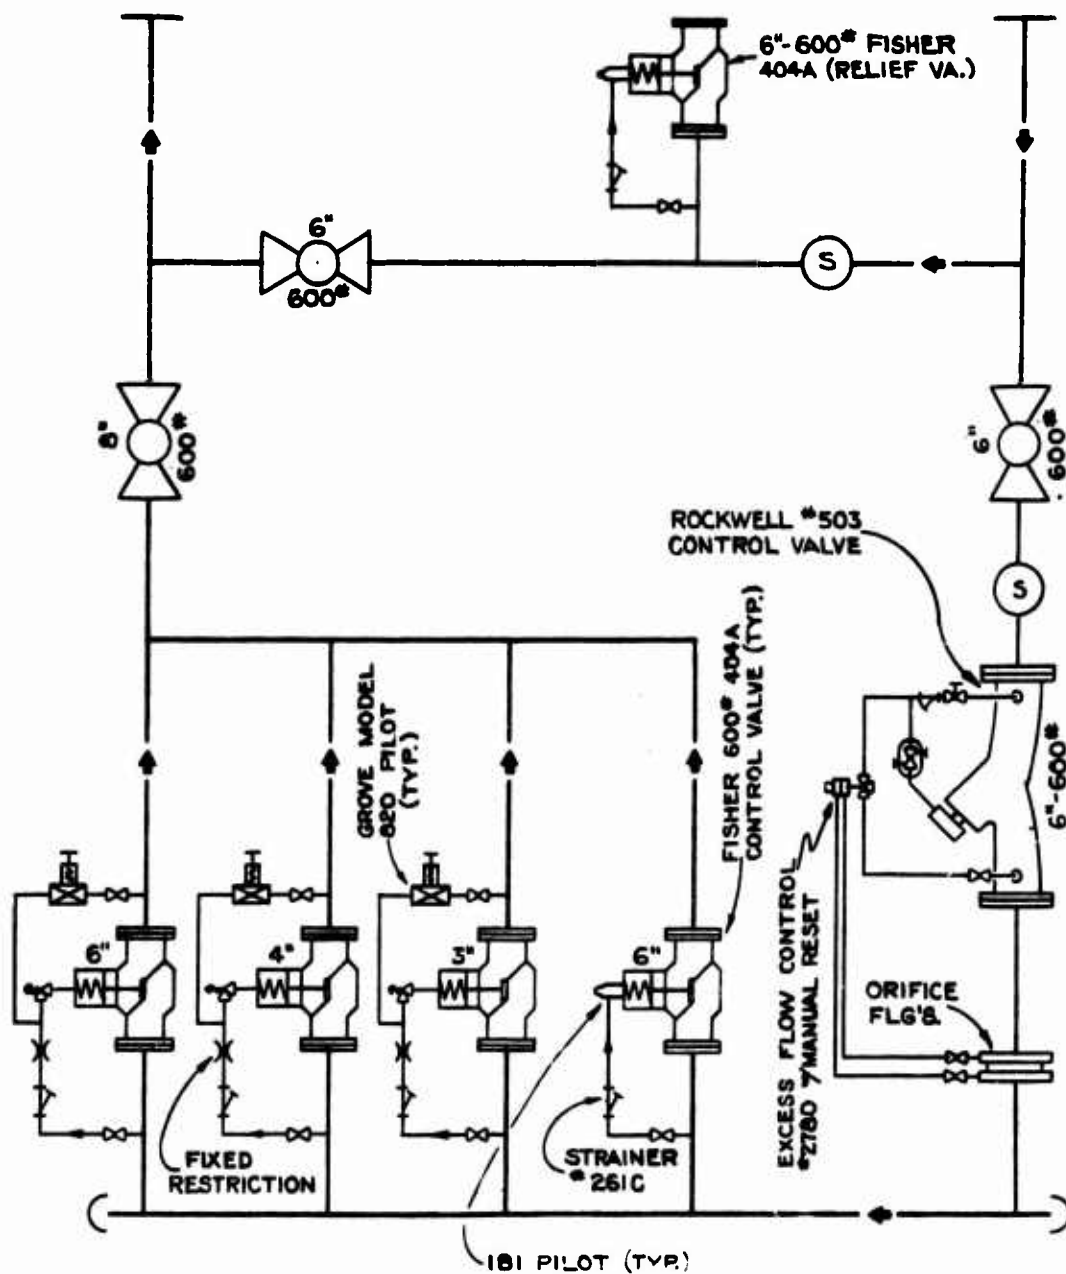 6"-600# FISHER
404A (RELIEF VA.)
6"
600#
S
8"
600#
6"
600#
ROCKWELL #503
CONTROL VALVE
S
GROVE MODEL
820 PILOT
(TYP.)
FISHER 600# 404A
CONTROL VALVE (TYP.)
6"-600#
6"
4"
3"
6"
EXCESS FLOW CONTROL
#278D 7/MANUAL RESET
ORIFICE
FLG'S.
FIXED
RESTRICTION
STRAINER
# 261C
181 PILOT (TYP.)